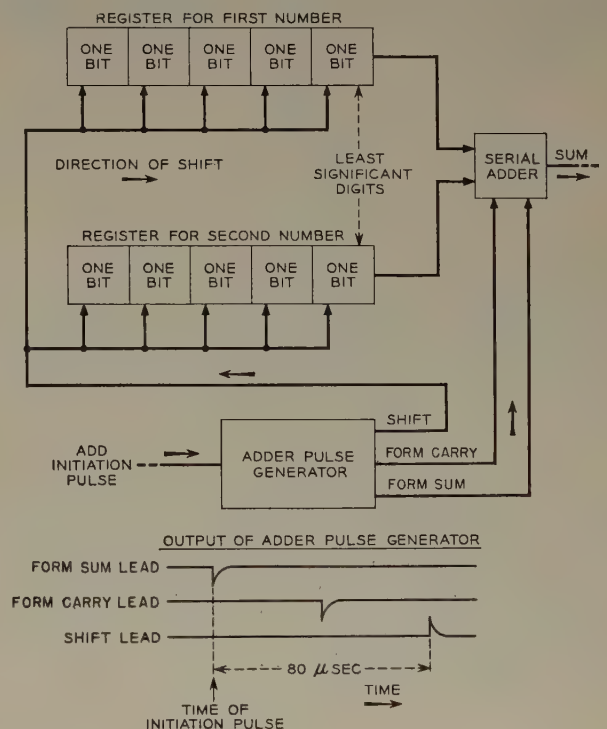 REGISTER FOR FIRST NUMBER
ONE BIT
ONE BIT
ONE BIT
ONE BIT
ONE BIT
DIRECTION OF SHIFT
LEAST
SIGNIFICANT
DIGITS
SERIAL
ADDER
SUM
REGISTER FOR SECOND NUMBER
ONE BIT
ONE BIT
ONE BIT
ONE BIT
ONE BIT
ADD
INITIATION
PULSE
ADDER PULSE
GENERATOR
SHIFT
FORM CARRY
FORM SUM
OUTPUT OF ADDER PULSE GENERATOR
FORM SUM LEAD
FORM CARRY LEAD
SHIFT LEAD
80 μ SEC
TIME
TIME OF
INITIATION PULSE